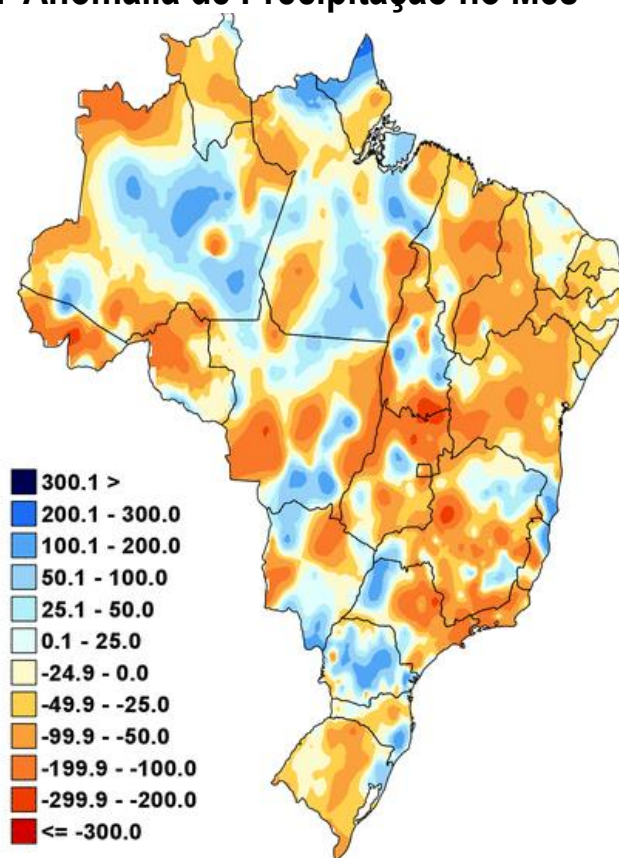 Anomalia de Precipitação no Mês
300.1 >
200.1 - 300.0
100.1 - 200.0
50.1 - 100.0
25.1 - 50.0
0.1 - 25.0
-24.9 - 0.0
-49.9 - -25.0
-99.9 - -50.0
-199.9 - -100.0
-299.9 - -200.0
<= -300.0